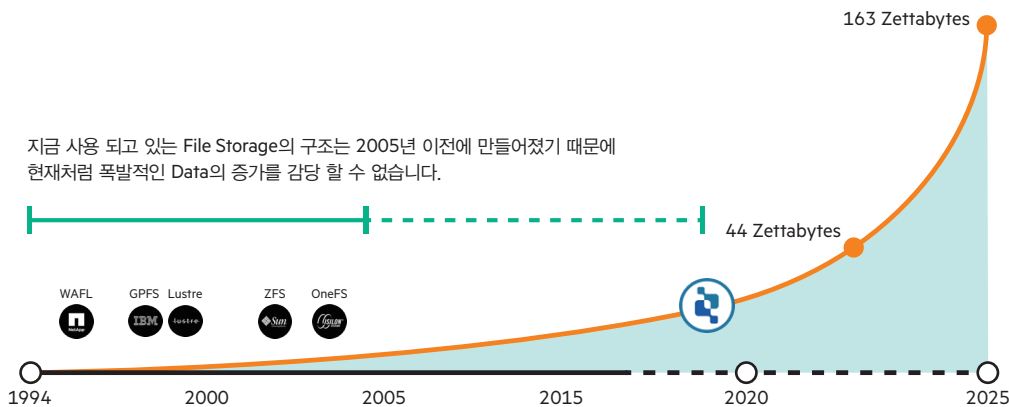 163 Zettabytes
지금 사용 되고 있는 File Storage의 구조는 2005년 이전에 만들어졌기 때문에
현재처럼 폭발적인 Data의 증가를 감당 할 수 없습니다.
44 Zettabytes
WAFL GPFS Lustre ZFS OneFS
NetApp IBM lustre Sun ISILON
1994 2000 2005 2015 2020 2025